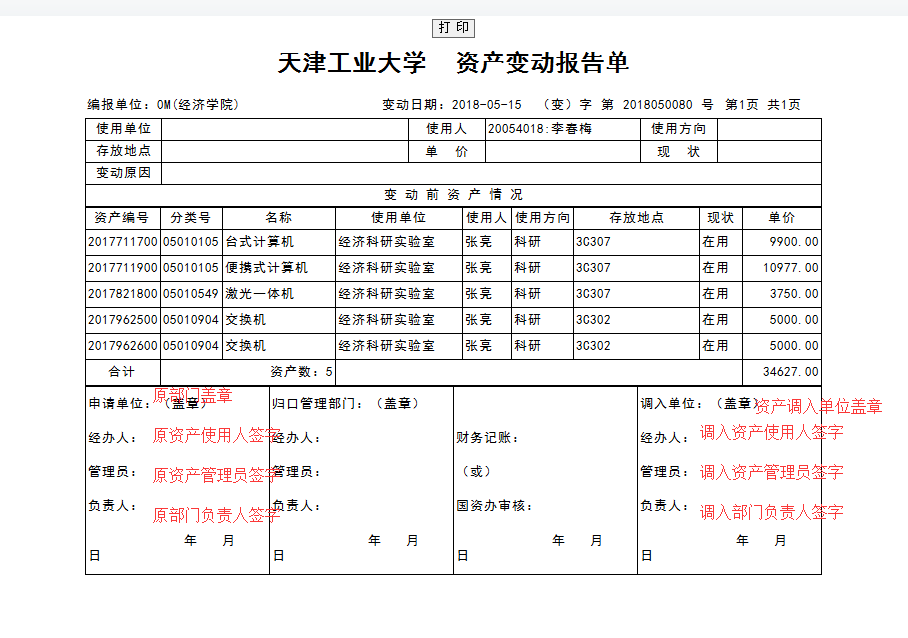 打 印
天津工业大学 资产变动报告单
编报单位：0M(经济学院) 变动日期：2018-05-15 （变）字 第 2018050080 号 第1页 共1页
使用单位 使用人 20054018:李春梅 使用方向
存放地点 单 价 现 状
变动原因
变 动 前 资 产 情 况
资产编号 分类号 名称 使用单位 使用人 使用方向 存放地点 现状 单价
2017711700 05010105 台式计算机 经济科研实验室 张亮 科研 3C307 在用 9900.00
2017711900 05010105 便携式计算机 经济科研实验室 张亮 科研 3C307 在用 10977.00
2017821800 05010549 激光一体机 经济科研实验室 张亮 科研 3C307 在用 3750.00
2017962500 05010904 交换机 经济科研实验室 张亮 科研 3C302 在用 5000.00
2017962600 05010904 交换机 经济科研实验室 张亮 科研 3C302 在用 5000.00
合计 资产数：5 34627.00
申请单位：（盖章） 原部门盖章 归口管理部门：（盖章） 调入单位：（盖章） 资产调入单位盖章
经办人： 原资产使用人签字 经办人： 财务记账： 经办人： 调入资产使用人签字
管理员： 原资产管理员签字 管理员： （或） 管理员： 调入资产管理员签字
负责人： 原部门负责人签字 负责人： 国资办审核： 负责人： 调入部门负责人签字
年 月 年 月 年 月 年 月
日 日 日 日